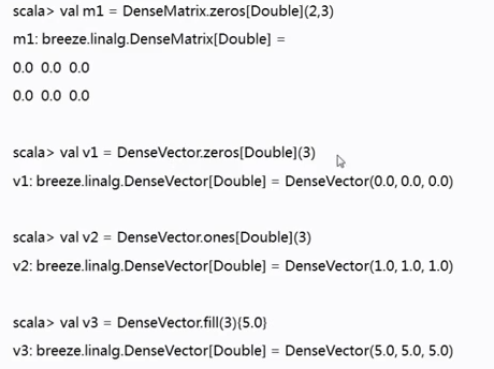 scala> val m1 = DenseMatrix.zeros[Double](2,3)
m1: breeze.linalg.DenseMatrix[Double] =
0.0 0.0 0.0
0.0 0.0 0.0
scala> val v1 = DenseVector.zeros[Double](3)
v1: breeze.linalg.DenseVector[Double] = DenseVector(0.0, 0.0, 0.0)
scala> val v2 = DenseVector.ones[Double](3)
v2: breeze.linalg.DenseVector[Double] = DenseVector(1.0, 1.0, 1.0)
scala> val v3 = DenseVector.fill(3){5.0}
v3: breeze.linalg.DenseVector[Double] = DenseVector(5.0, 5.0, 5.0)